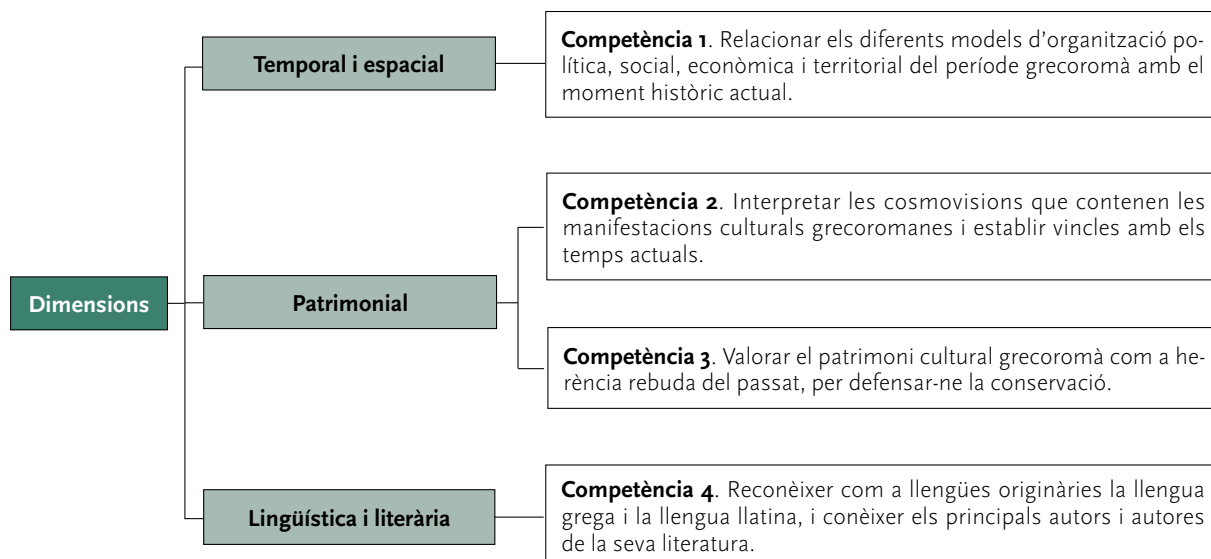 Temporal i espacial
Competència 1. Relacionar els diferents models d’organització po-
lítica, social, econòmica i territorial del període grecoromà amb el
moment històric actual.
Competència 2. Interpretar les cosmovisions que contenen les
manifestacions culturals grecoromanes i establir vincles amb els
temps actuals.
Dimensions
Patrimonial
Competència 3. Valorar el patrimoni cultural grecoromà com a he-
rència rebuda del passat, per defensar-ne la conservació.
Lingüística i literària
Competència 4. Reconèixer com a llengües originàries la llengua
grega i la llengua llatina, i conèixer els principals autors i autores
de la seva literatura.